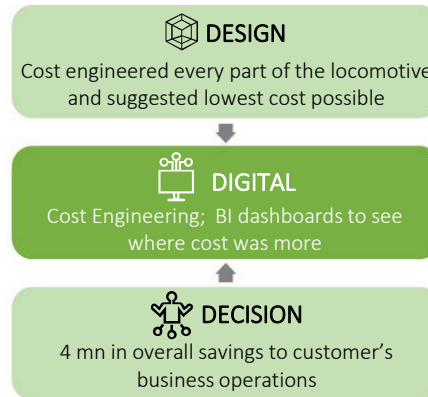 DESIGN
Cost engineered every part of the locomotive
and suggested lowest cost possible
DIGITAL
Cost Engineering; BI dashboards to see
where cost was more
DECISION
4 mn in overall savings to customer's
business operations